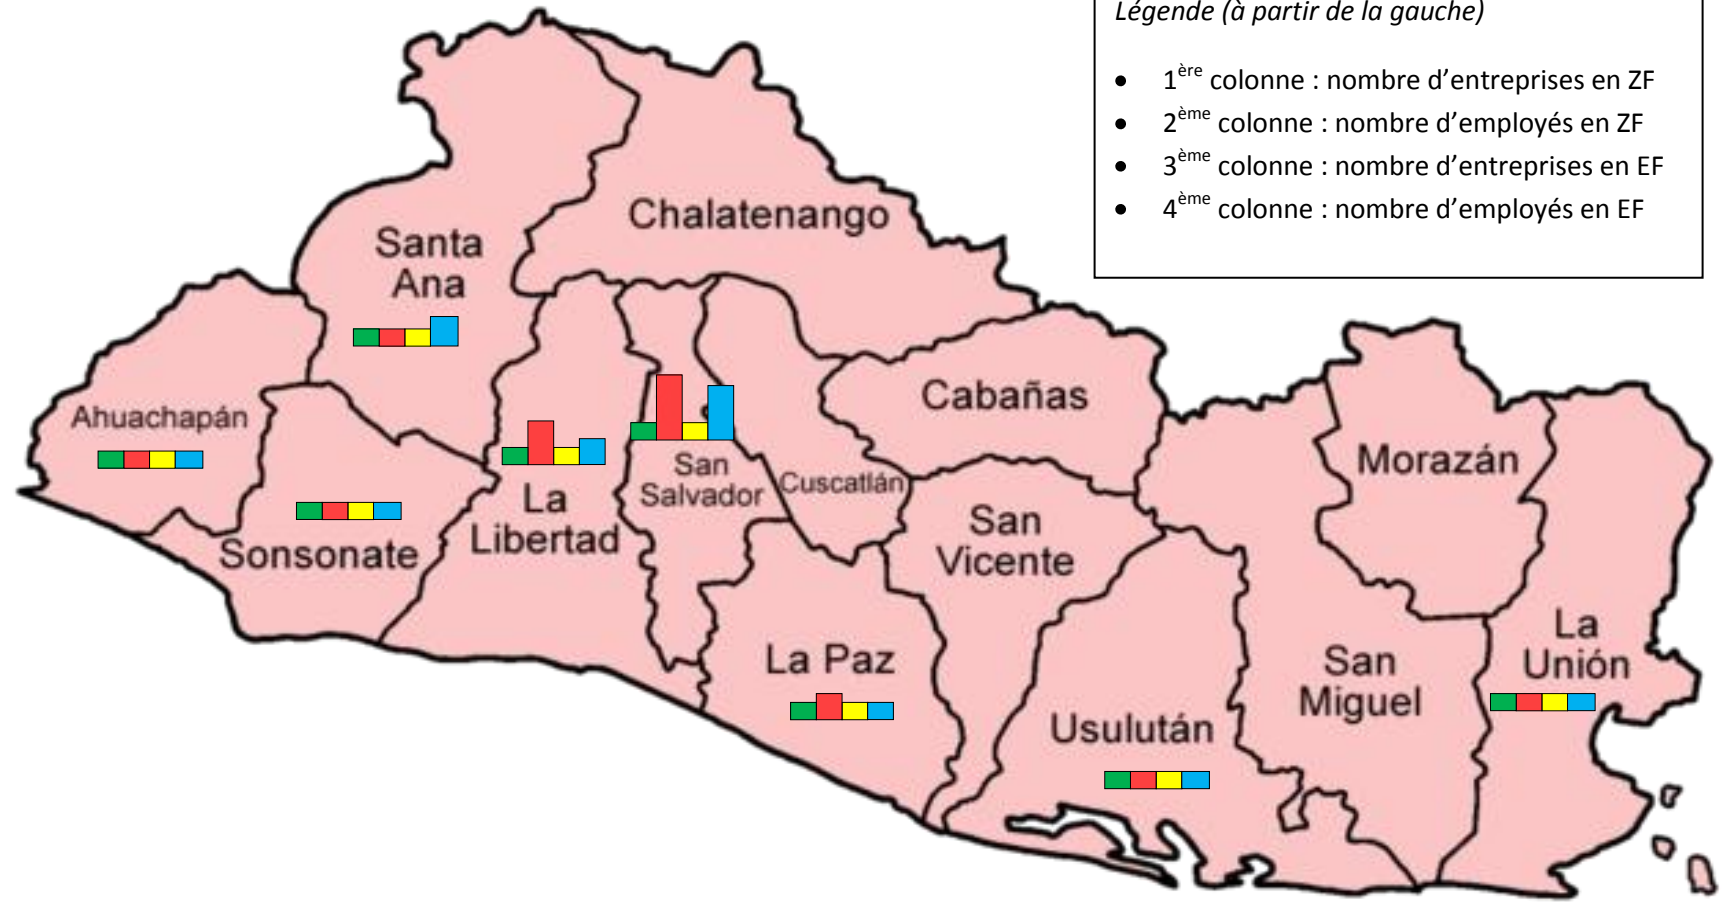 Légende (à partir de la gauche)
• 1ère colonne : nombre d’entreprises en ZF
• 2ème colonne : nombre d’employés en ZF
• 3ème colonne : nombre d’entreprises en EF
• 4ème colonne : nombre d’employés en EF
Chalatenango
Santa
Ana
Cabañas
Ahuachapán
Morazán
San
Salvador
Cuscatlán
La
Libertad
San
Vicente
Sonsonate
La
Unión
La Paz
San
Miguel
Usulután